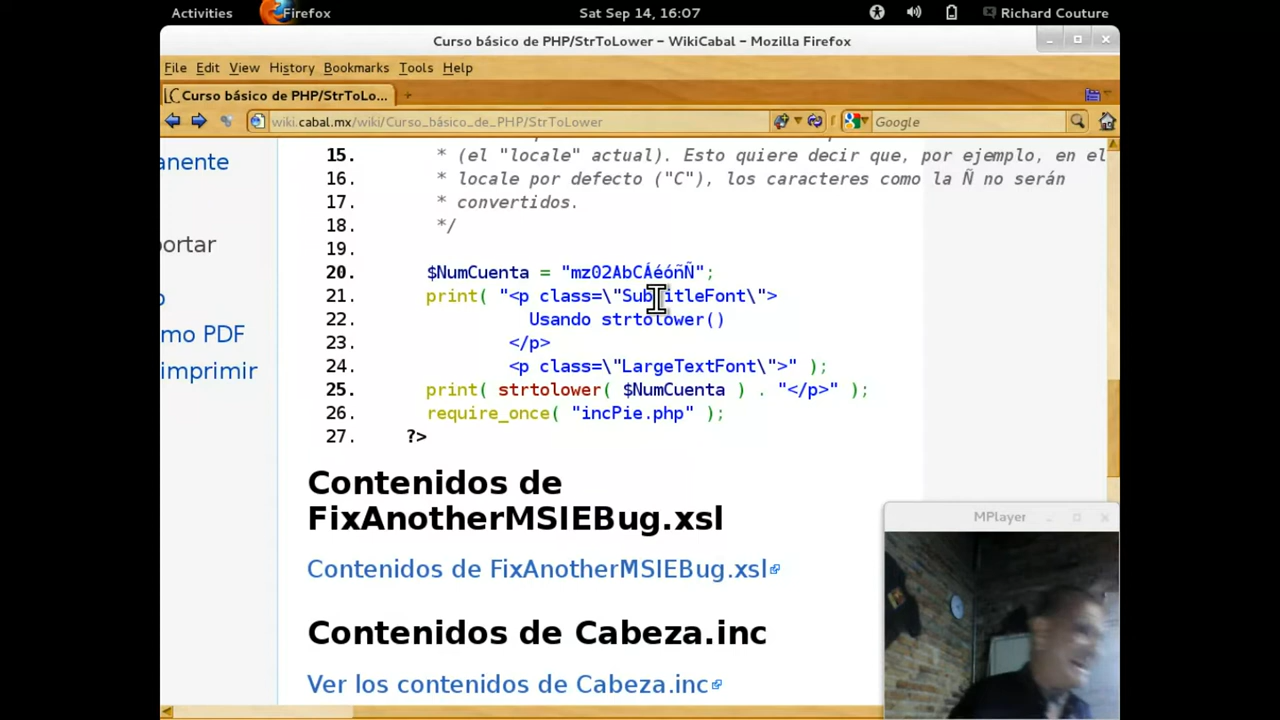 Activities Firefox Sat Sep 14, 16:07 Richard Couture
Curso básico de PHP/StrToLower – WikiCabal – Mozilla Firefox
File Edit View History Bookmarks Tools Help
Curso básico de PHP/StrToLo...
wiki.cabal.mx/wiki/Curso_básico_de_PHP/StrToLower Google
anente
ortar
mo PDF
imprimir
15. * (el "locale" actual). Esto quiere decir que, por ejemplo, en el
16. * locale por defecto ("C"), los caracteres como la Ñ no serán
17. * convertidos.
18. */
19.
20. $NumCuenta = "mz02AbCÁéóñÑ";
21. print( "<p class=\"SubTitleFont\">
22. Usando strtolower()
23. </p>
24. <p class=\"LargeTextFont\">" );
25. print( strtolower( $NumCuenta ) . "</p>" );
26. require_once( "incPie.php" );
27. ?>
Contenidos de
FixAnotherMSIEBug.xsl
Contenidos de FixAnotherMSIEBug.xsl
Contenidos de Cabeza.inc
Ver los contenidos de Cabeza.inc
MPlayer